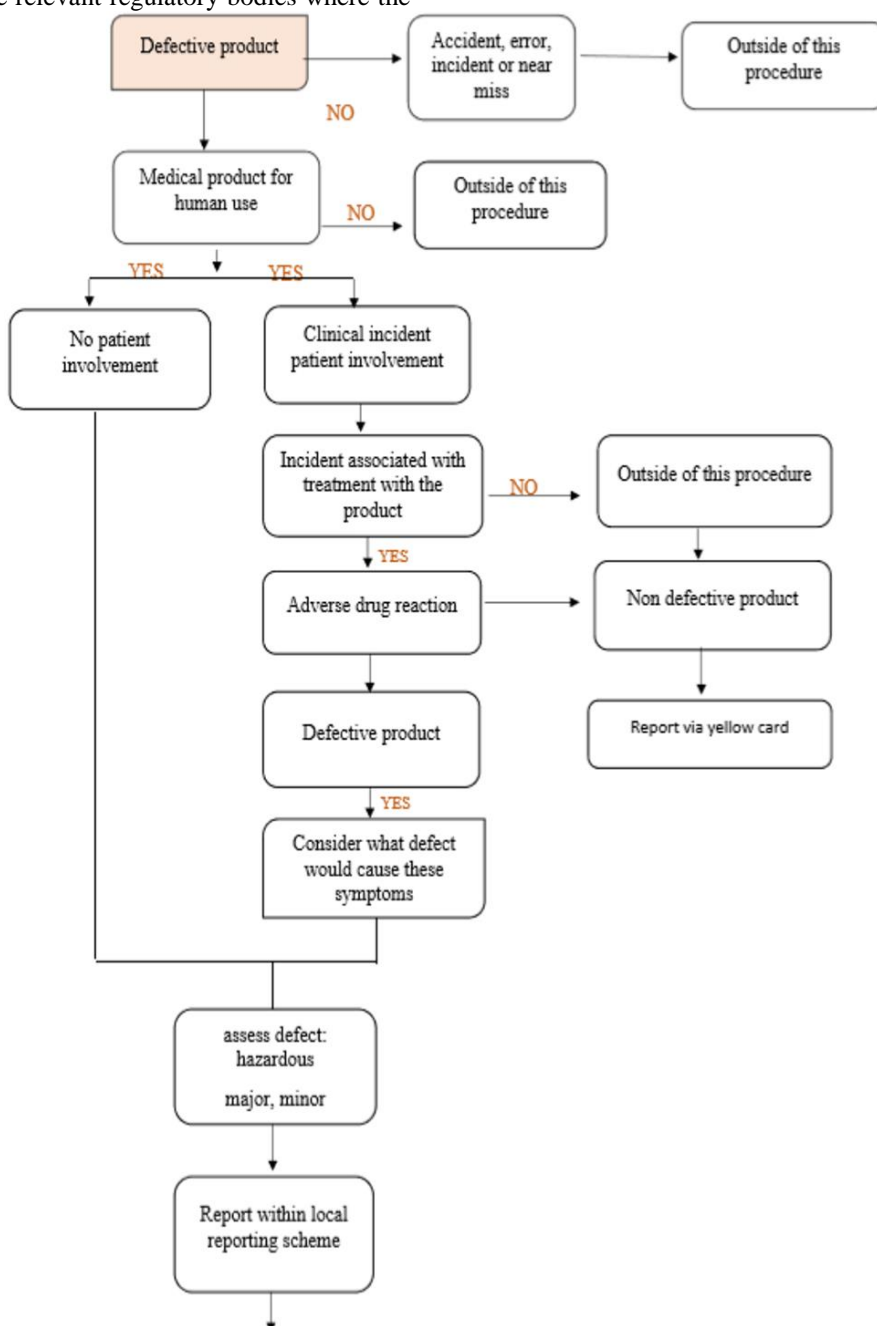 relevant regulatory bodies where the
Defective product
Accident, error,
incident or near
miss
Outside of this
procedure
NO
Medical product for
human use
NO
Outside of this
procedure
YES
YES
No patient
involvement
Clinical incident
patient involvement
Incident associated with
treatment with the
product
NO
Outside of this procedure
YES
Adverse drug reaction
Non defective product
Defective product
Report via yellow card
YES
Consider what defect
would cause these
symptoms
assess defect:
hazardous
major, minor
Report within local
reporting scheme